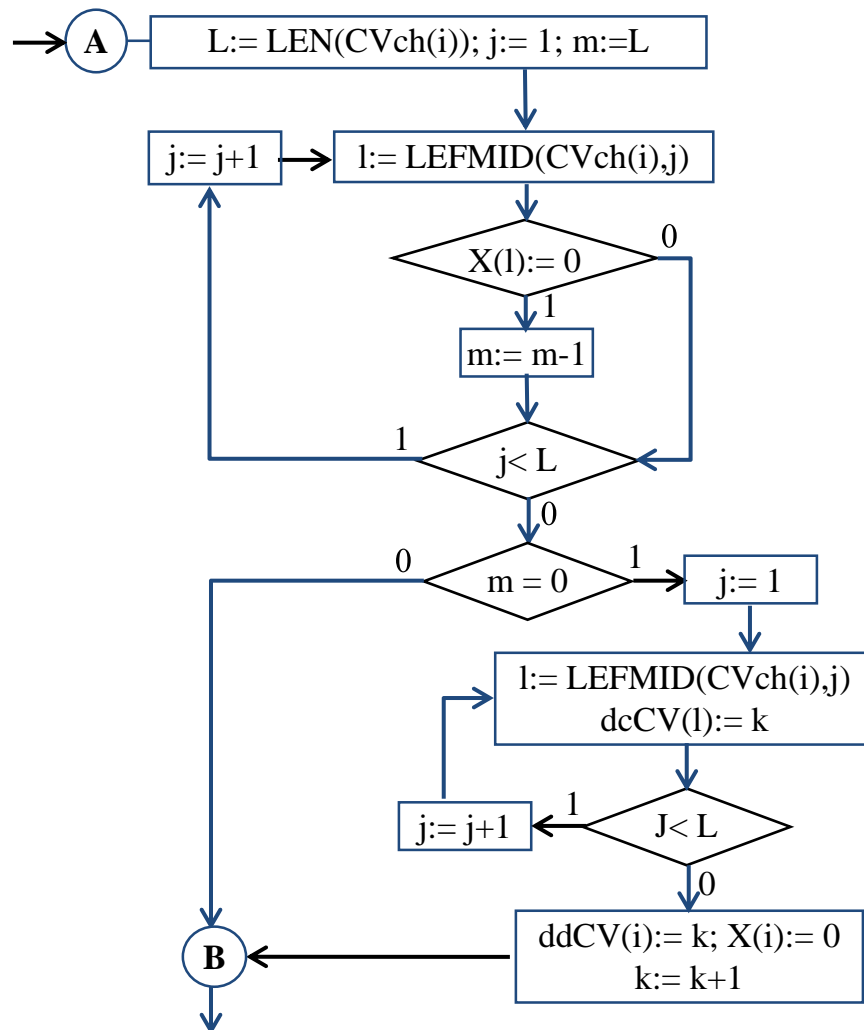 A
L:= LEN(CVch(i)); j:= 1; m:=L
j:= j+1
l:= LEFMID(CVch(i),j)
0
X(l):= 0
1
m:= m-1
1
j< L
0
0
m = 0
1
j:= 1
l:= LEFMID(CVch(i),j)
dcCV(l):= k
j:= j+1
1
J< L
0
ddCV(i):= k; X(i):= 0
k:= k+1
B